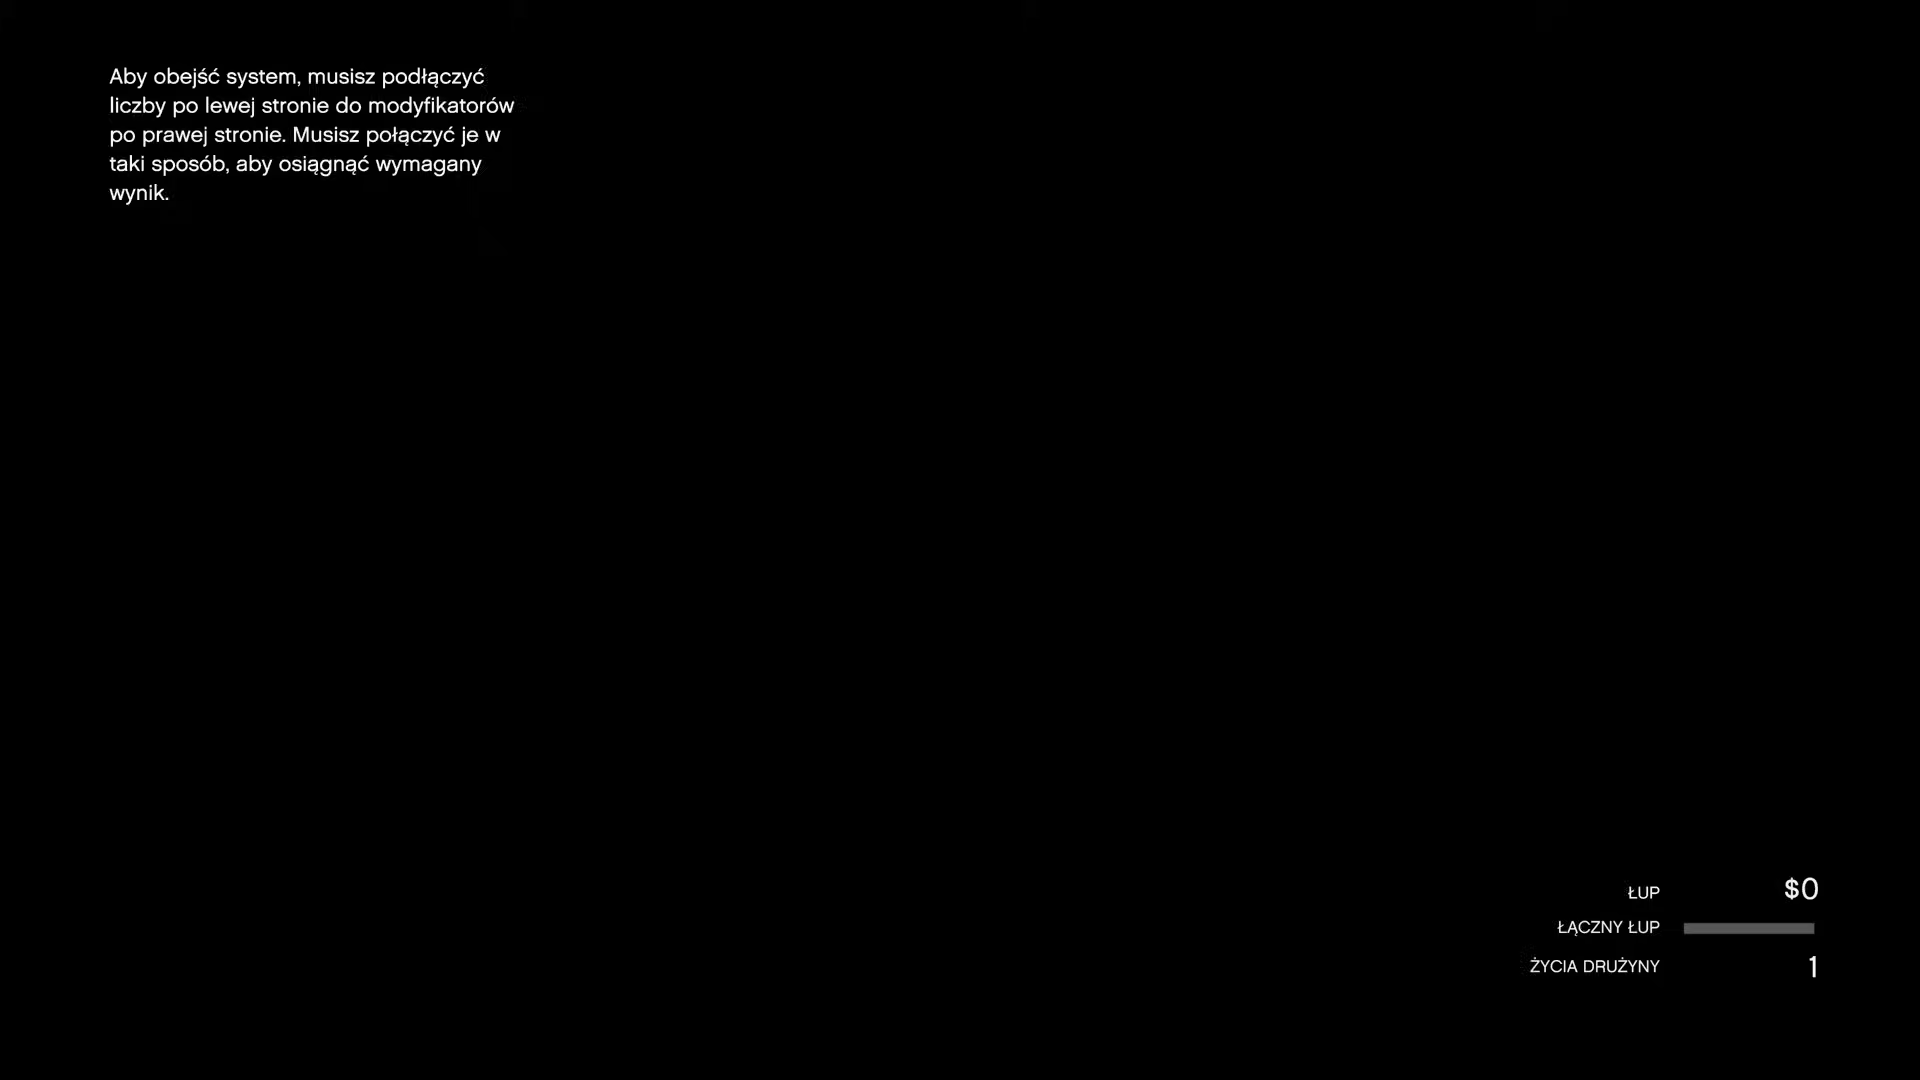 Aby obejść system, musisz podłączyć
liczby po lewej stronie do modyfikatorów
po prawej stronie. Musisz połączyć je w
taki sposób, aby osiągnąć wymagany
wynik.
ŁUP $0
ŁĄCZNY ŁUP
ŻYCIA DRUŻYNY 1